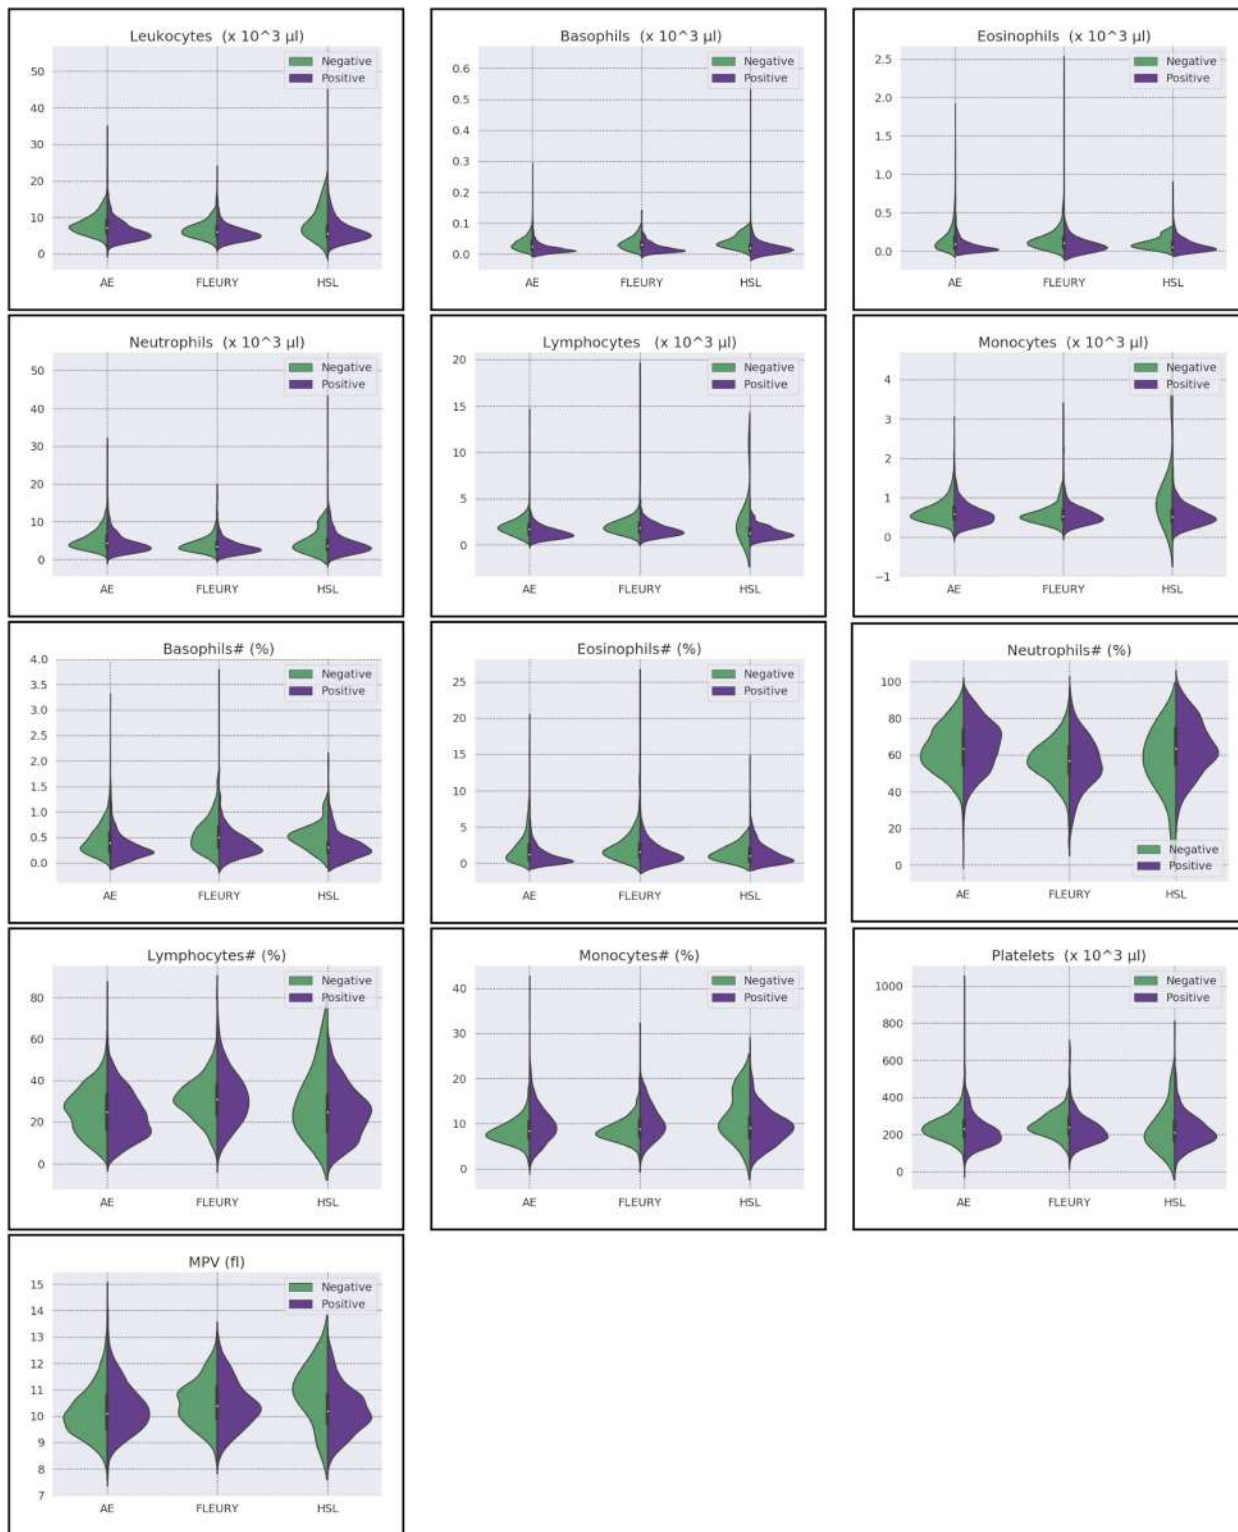 Leukocytes (x 10^3 µl)
Negative
Positive
50
40
30
20
10
0
AE FLEURY HSL
Basophils (x 10^3 µl)
Negative
Positive
0.6
0.5
0.4
0.3
0.2
0.1
0.0
AE FLEURY HSL
Eosinophils (x 10^3 µl)
Negative
Positive
2.5
2.0
1.5
1.0
0.5
0.0
AE FLEURY HSL
Neutrophils (x 10^3 µl)
Negative
Positive
50
40
30
20
10
0
AE FLEURY HSL
Lymphocytes (x 10^3 µl)
Negative
Positive
20
15
10
5
0
AE FLEURY HSL
Monocytes (x 10^3 µl)
Negative
Positive
4
3
2
1
0
−1
AE FLEURY HSL
Basophils# (%)
Negative
Positive
4.0
3.5
3.0
2.5
2.0
1.5
1.0
0.5
0.0
AE FLEURY HSL
Eosinophils# (%)
Negative
Positive
25
20
15
10
5
0
AE FLEURY HSL
Neutrophils# (%)
100
80
60
40
20
0
Negative
Positive
AE FLEURY HSL
Lymphocytes# (%)
Negative
Positive
80
60
40
20
0
AE FLEURY HSL
Monocytes# (%)
Negative
Positive
40
30
20
10
0
AE FLEURY HSL
Platelets (x 10^3 µl)
Negative
Positive
1000
800
600
400
200
0
AE FLEURY HSL
MPV (fl)
Negative
Positive
15
14
13
12
11
10
9
8
7
AE FLEURY HSL